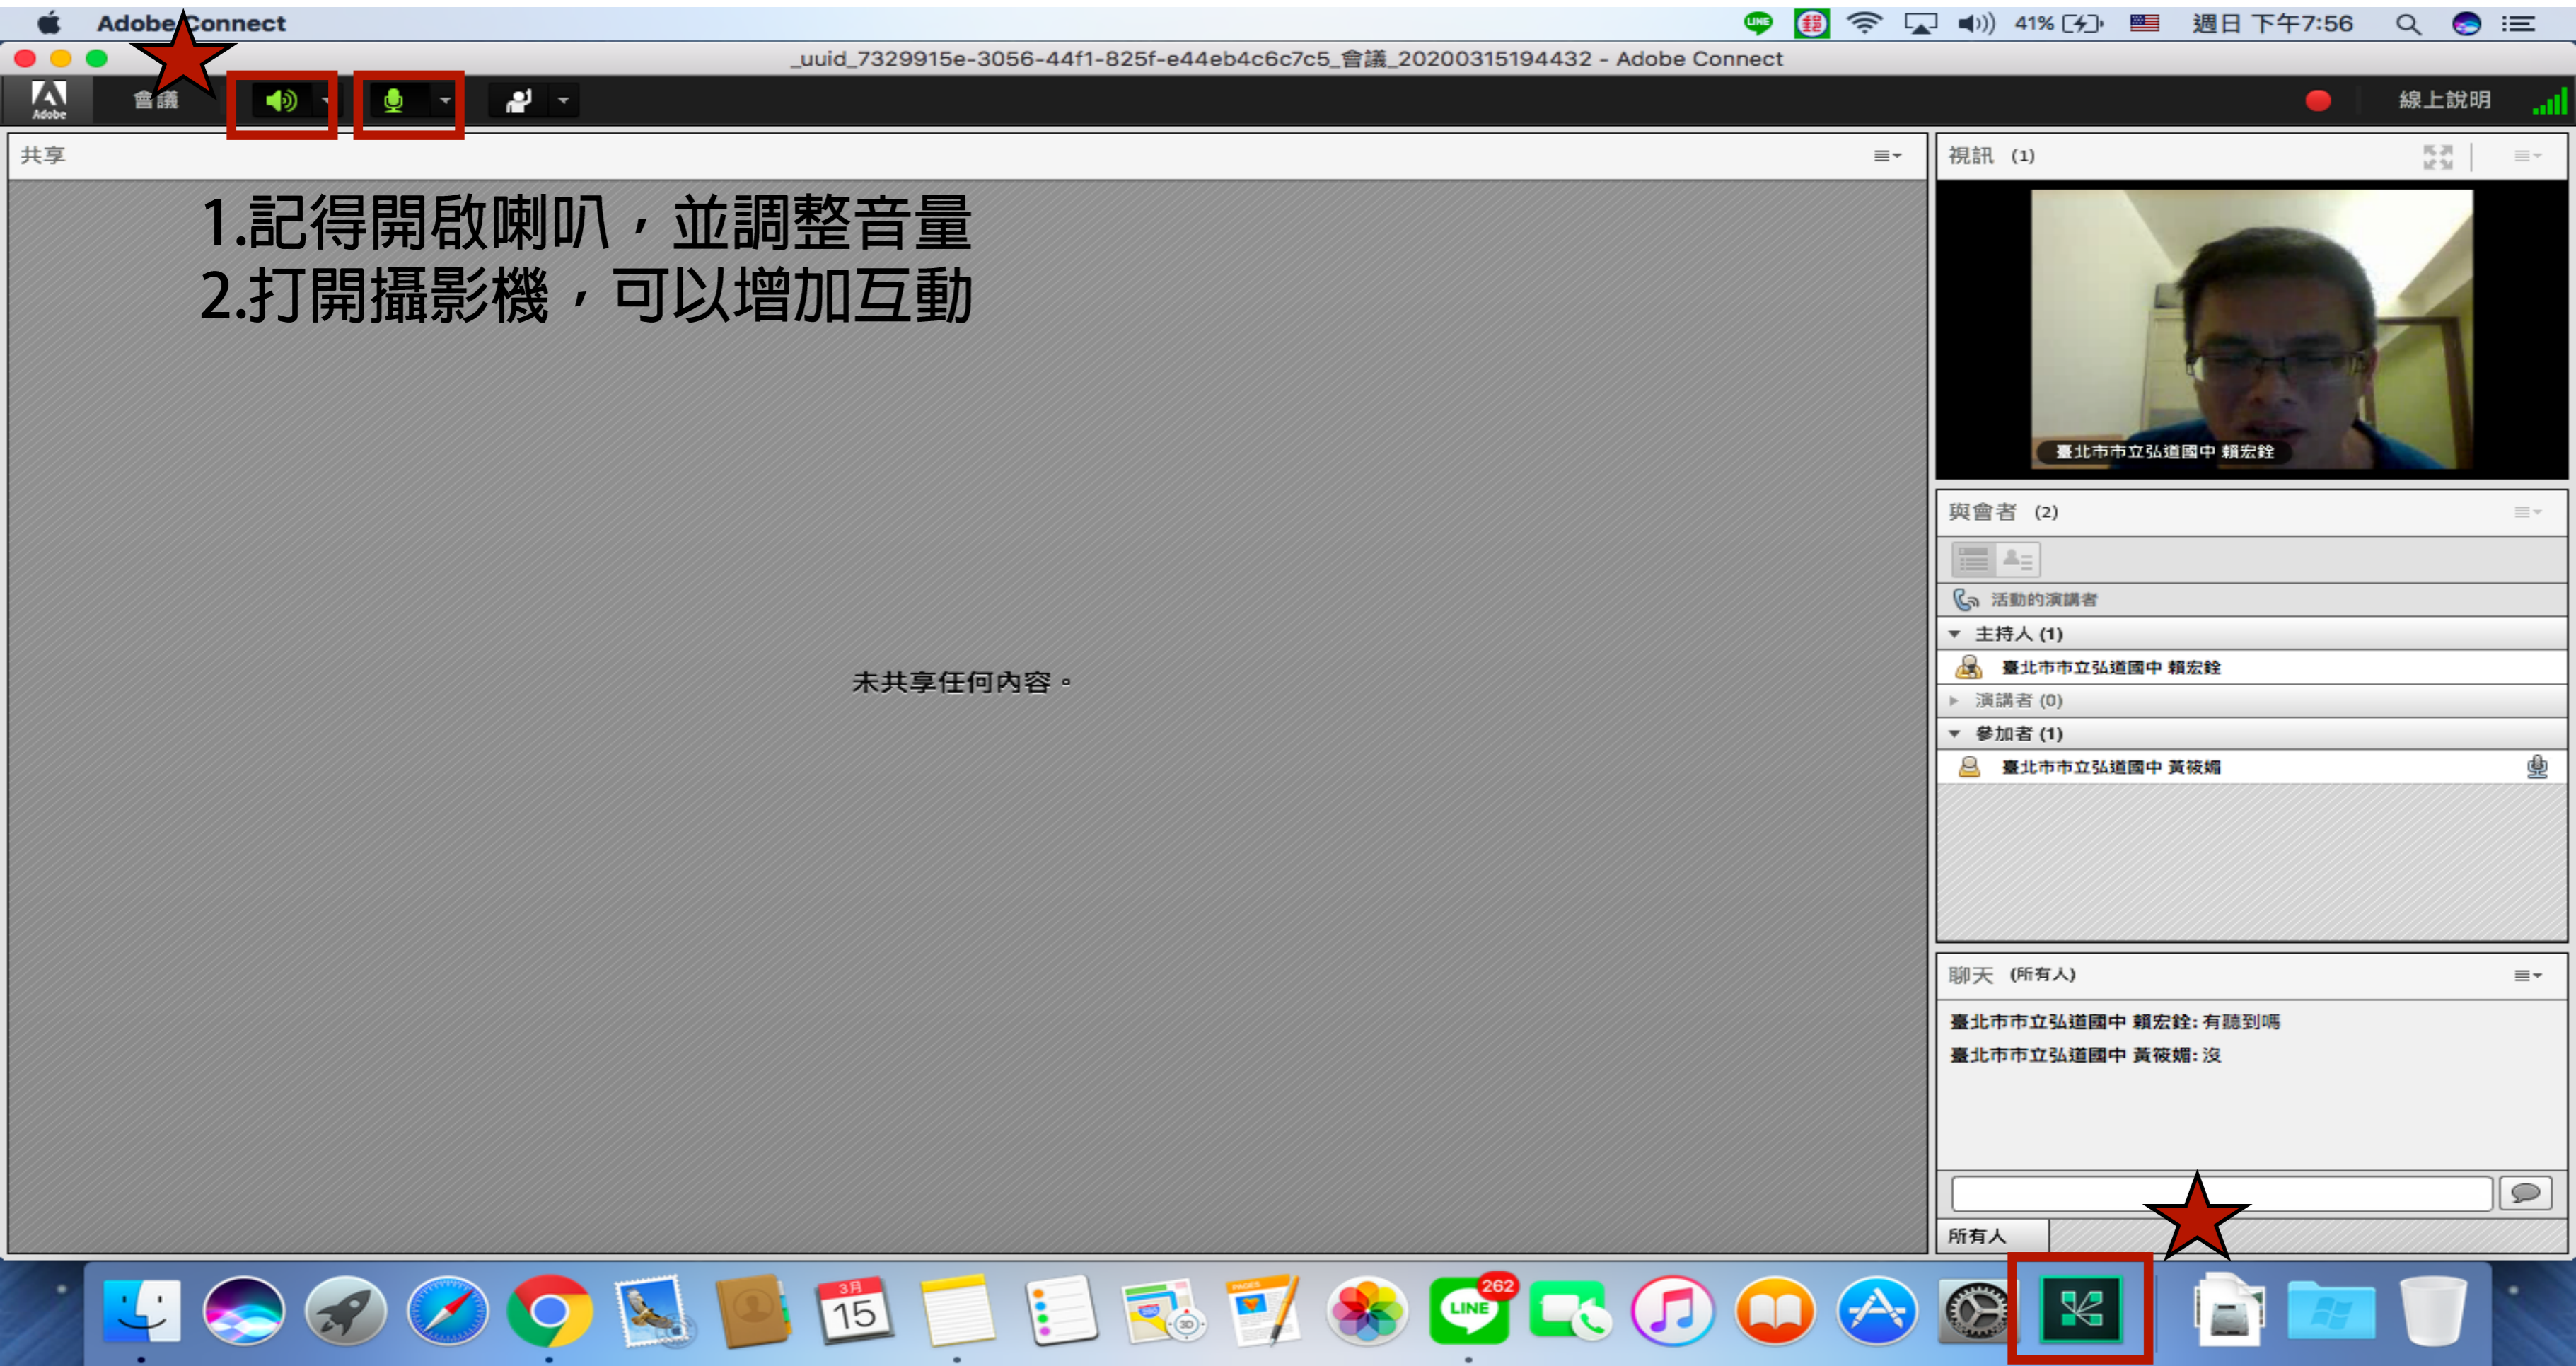 Adobe Connect
LINE
郵
41%
週日 下午7:56
_uuid_7329915e-3056-44f1-825f-e44eb4c6c7c5_會議_20200315194432 - Adobe Connect
Adobe
會議
線上說明
共享
1.記得開啟喇叭，並調整音量
2.打開攝影機，可以增加互動
未共享任何內容。
視訊 (1)
臺北市市立弘道國中 賴宏銓
與會者 (2)
活動的演講者
主持人 (1)
臺北市市立弘道國中 賴宏銓
演講者 (0)
參加者 (1)
臺北市市立弘道國中 黃筱媚
聊天 (所有人)
臺北市市立弘道國中 賴宏銓: 有聽到嗎
臺北市市立弘道國中 黃筱媚: 沒
所有人
3月
15
3D
PAGES
LINE
262